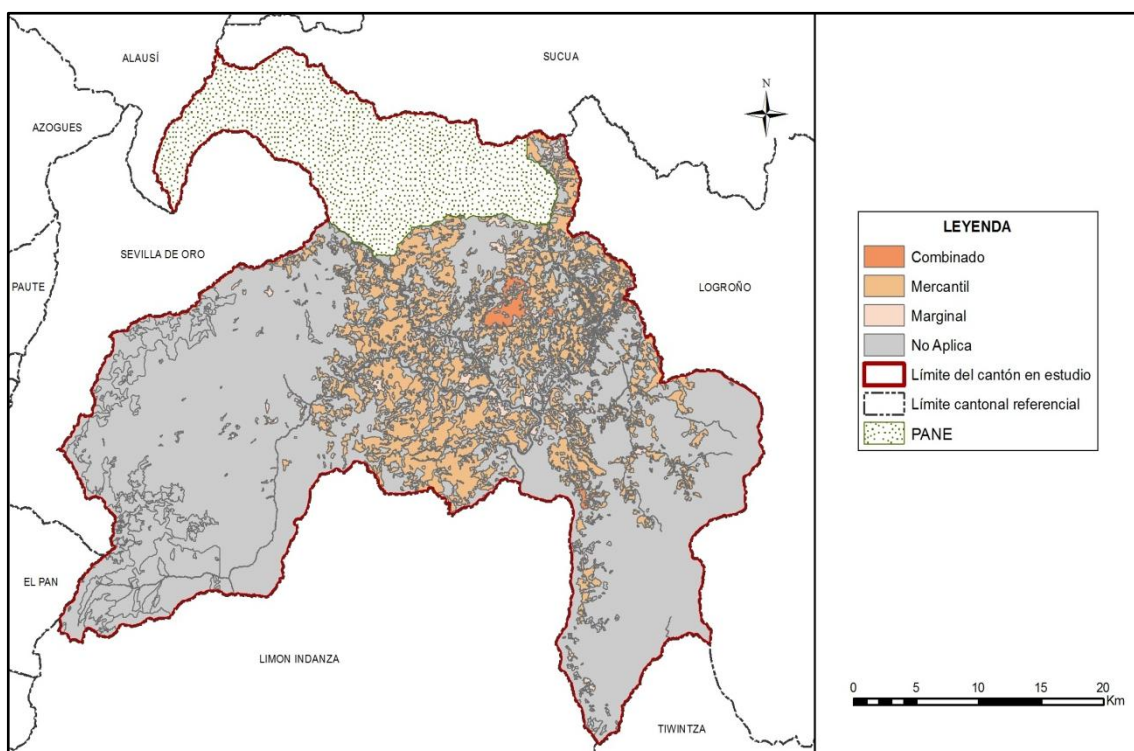 ALAUSÍ
SUCUA
N
AZOGUES
SEVILLA DE ORO
PAUTE
LOGROÑO
EL PAN
LIMON INDANZA
TIWINTZA
LEYENDA
Combinado
Mercantil
Marginal
No Aplica
Límite del cantón en estudio
Límite cantonal referencial
PANE
0 5 10 15 20
Km